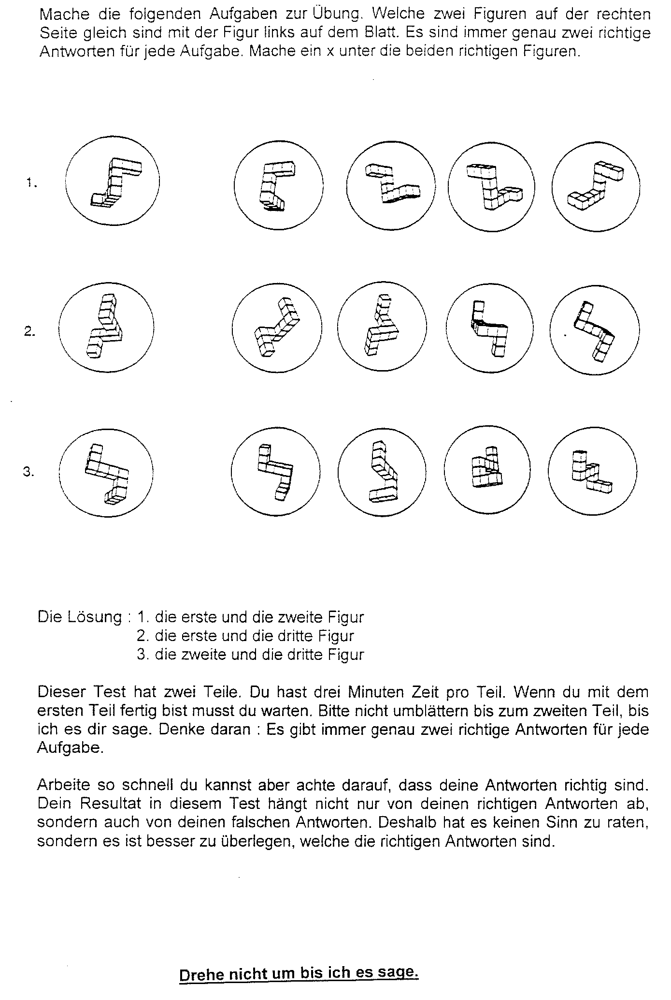 Mache die folgenden Aufgaben zur Übung. Welche zwei Figuren auf der rechten
Seite gleich sind mit der Figur links auf dem Blatt. Es sind immer genau zwei richtige
Antworten für jede Aufgabe. Mache ein x unter die beiden richtigen Figuren.
1.
2.
3.
Die Lösung : 1. die erste und die zweite Figur
2. die erste und die dritte Figur
3. die zweite und die dritte Figur
Dieser Test hat zwei Teile. Du hast drei Minuten Zeit pro Teil. Wenn du mit dem
ersten Teil fertig bist musst du warten. Bitte nicht umblättern bis zum zweiten Teil, bis
ich es dir sage. Denke daran : Es gibt immer genau zwei richtige Antworten für jede
Aufgabe.
Arbeite so schnell du kannst aber achte darauf, dass deine Antworten richtig sind.
Dein Resultat in diesem Test hängt nicht nur von deinen richtigen Antworten ab,
sondern auch von deinen falschen Antworten. Deshalb hat es keinen Sinn zu raten,
sondern es ist besser zu überlegen, welche die richtigen Antworten sind.
Drehe nicht um bis ich es sage.